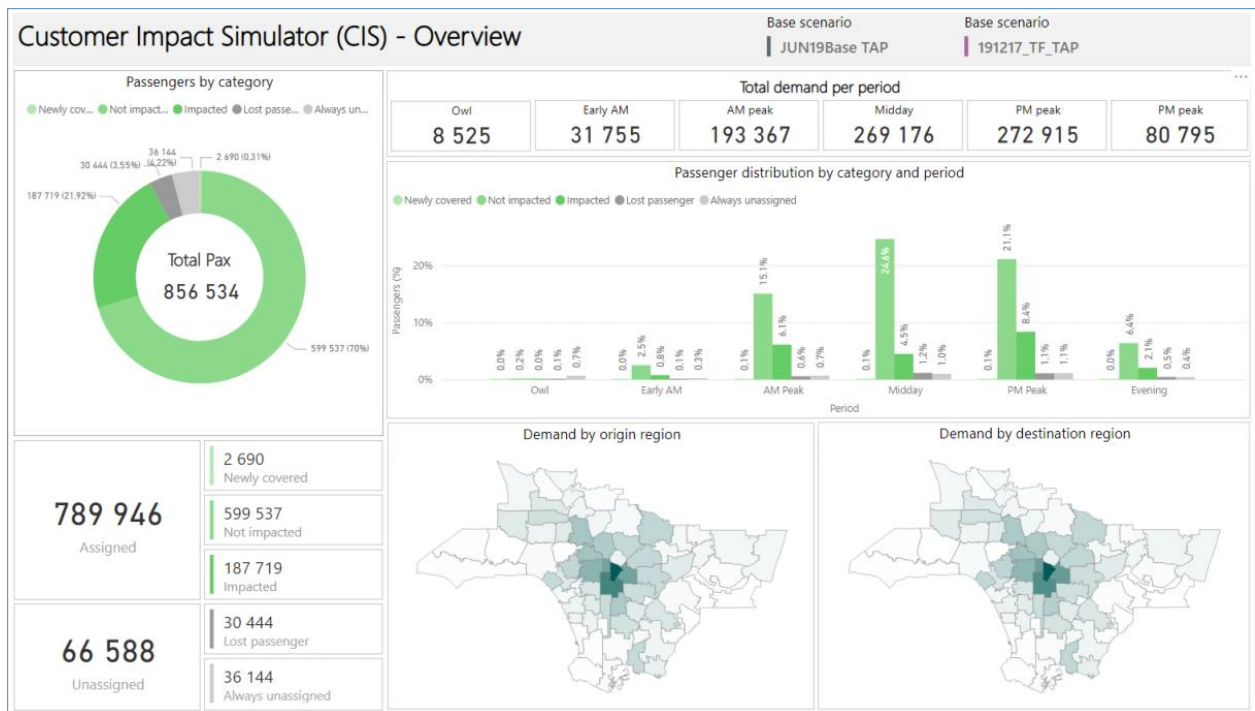 Customer Impact Simulator (CIS) - Overview
Base scenario
JUN19Base TAP
Base scenario
191217_TF_TAP
Passengers by category
Newly cov... Not impact... Impacted Lost passe... Always un...
36 144
(4,22%)
2 690 (0,31%)
30 444 (3,55%)
187 719 (21,92%)
Total Pax
856 534
599 537 (70%)
...
Total demand per period
Owl
8 525
Early AM
31 755
AM peak
193 367
Midday
269 176
PM peak
272 915
PM peak
80 795
Passenger distribution by category and period
Newly covered Not impacted Impacted Lost passenger Always unassigned
Passengers (%)
20%
10%
0%
0.0% 0.2% 0.0% 0.1% 0.7%
0.0% 2.5% 0.8% 0.1% 0.3%
0.1% 15.1% 6.1% 0.6% 0.7%
0.1% 24.6% 4.5% 1.2% 1.0%
0.1% 21.1% 8.4% 1.1% 1.1%
0.0% 6.4% 2.1% 0.5% 0.4%
Owl Early AM AM Peak Midday PM Peak Evening
Period
789 946
Assigned
2 690
Newly covered
599 537
Not impacted
187 719
Impacted
66 588
Unassigned
30 444
Lost passenger
36 144
Always unassigned
Demand by origin region
Demand by destination region